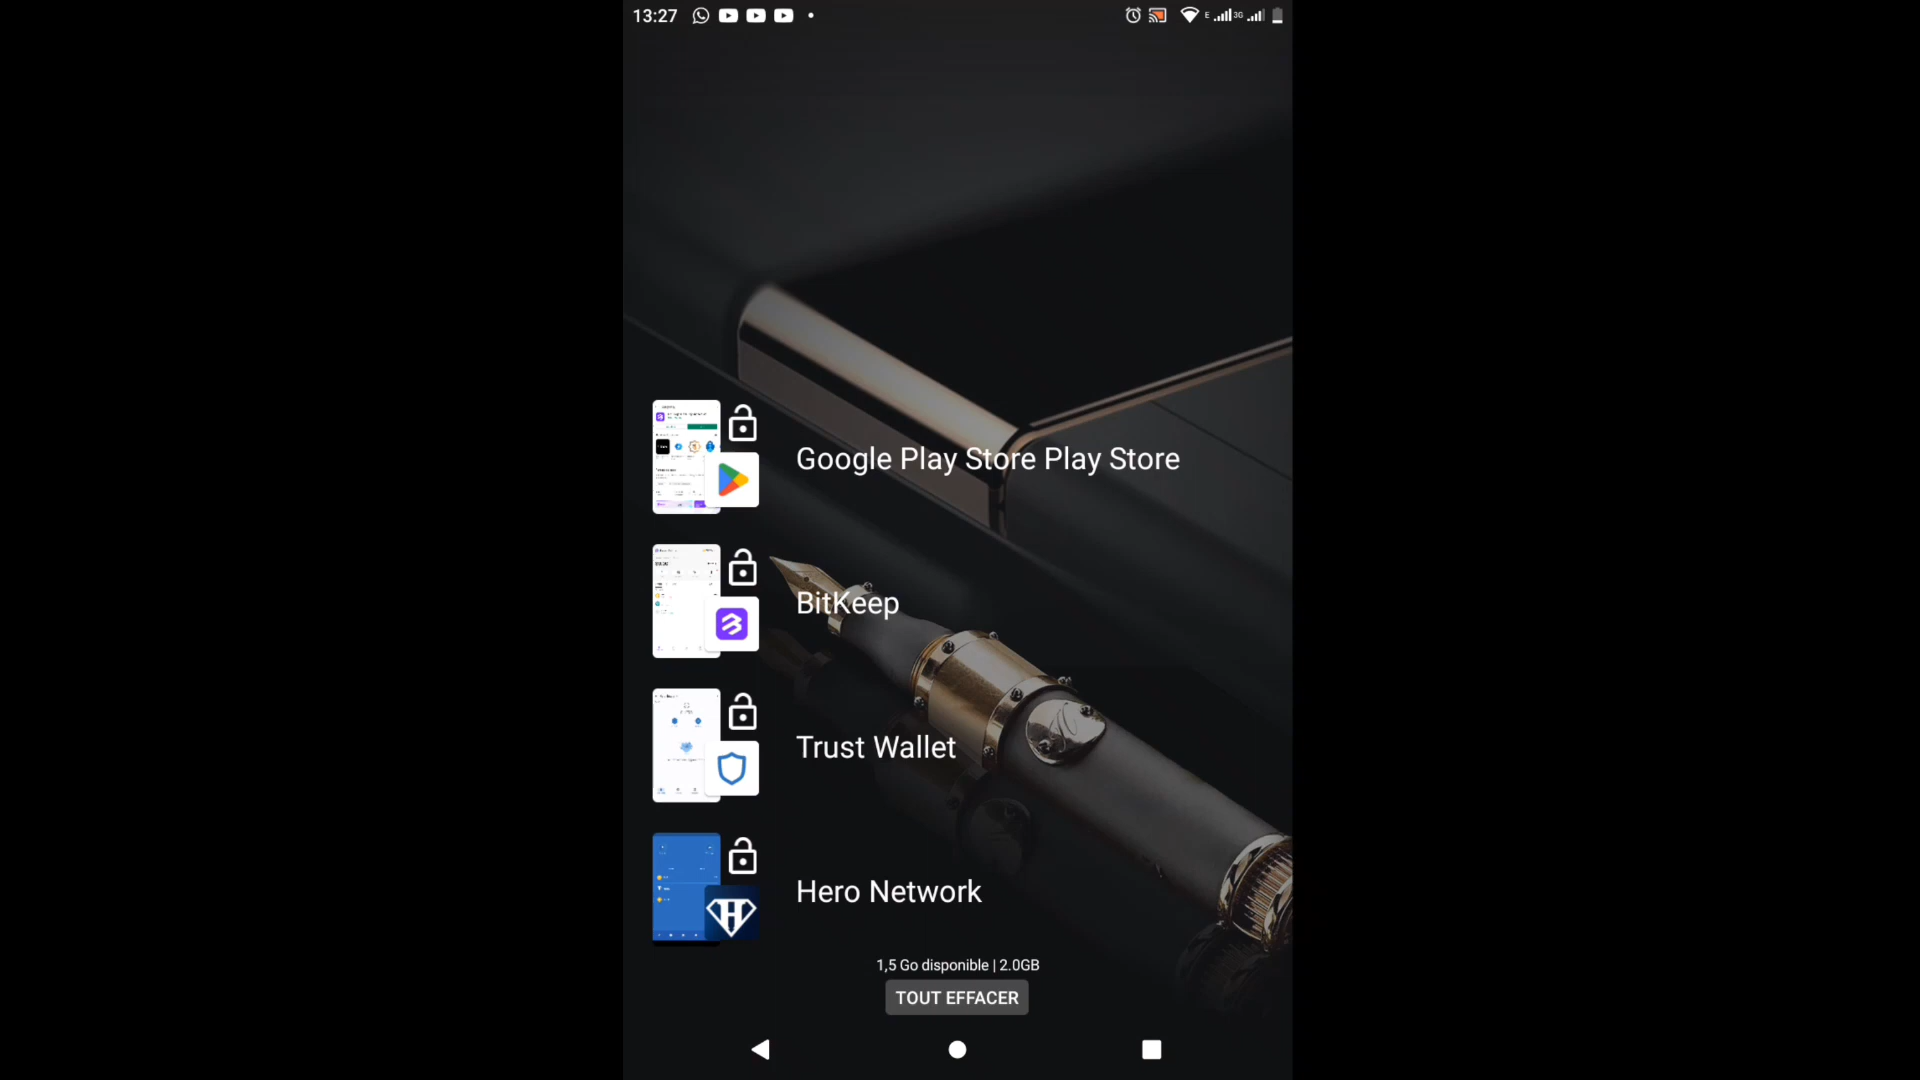 13:27
E
3G
Google Play Store Play Store
BitKeep
Trust Wallet
Hero Network
1,5 Go disponible | 2.0GB
TOUT EFFACER